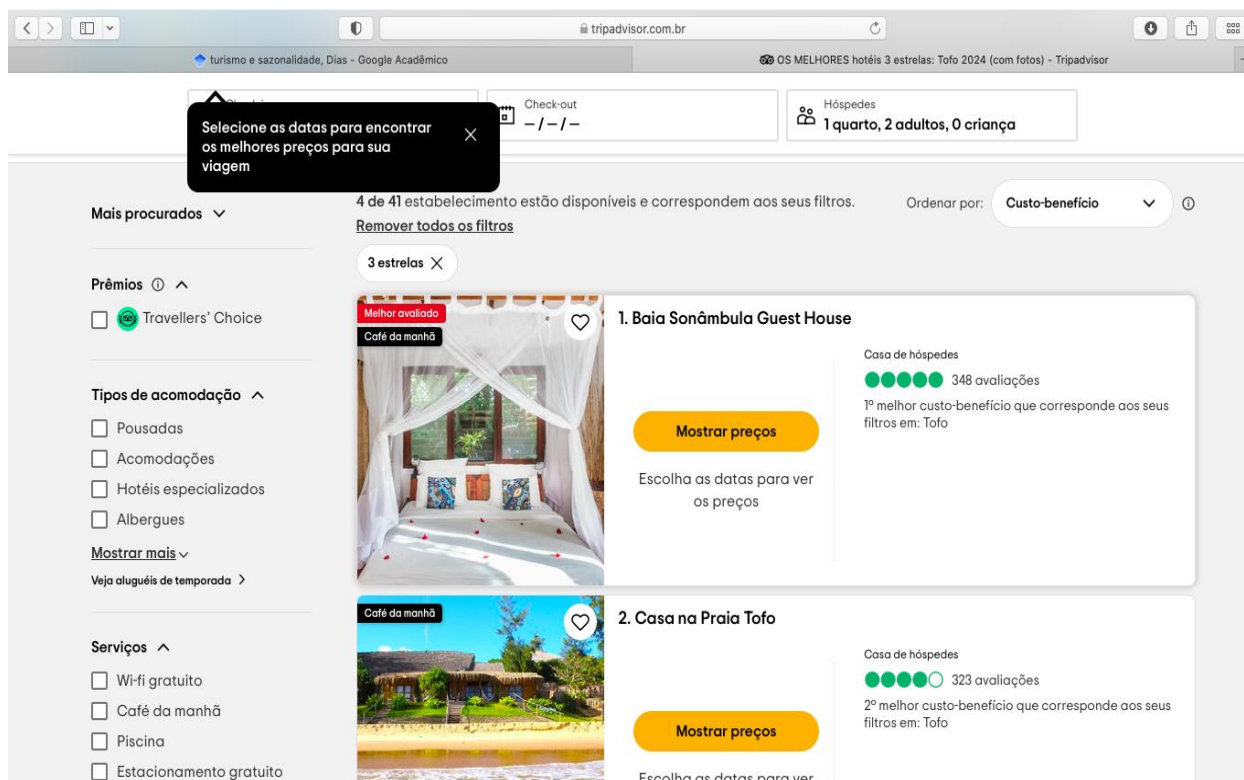 tripadvisor.com.br
turismo e sazonalidade, Dias - Google Acadêmico
OS MELHORES hotéis 3 estrelas: Tofo 2024 (com fotos) - Tripadvisor
Selecione as datas para encontrar
os melhores preços para sua
viagem
Check-out
– / – / –
Hóspedes
1 quarto, 2 adultos, 0 criança
4 de 41 estabelecimento estão disponíveis e correspondem aos seus filtros.
Remover todos os filtros
Ordenar por:
Custo-benefício
3 estrelas
Mais procurados
Prêmios
Travellers' Choice
Tipos de acomodação
Pousadas
Acomodações
Hotéis especializados
Albergues
Mostrar mais
Veja aluguéis de temporada
Serviços
Wi-fi gratuito
Café da manhã
Piscina
Estacionamento gratuito
Melhor avaliado
Café da manhã
1. Baia Sonâmbula Guest House
Mostrar preços
Escolha as datas para ver
os preços
Casa de hóspedes
348 avaliações
1º melhor custo-benefício que corresponde aos seus
filtros em: Tofo
Café da manhã
2. Casa na Praia Tofo
Mostrar preços
Escolha as datas para ver
Casa de hóspedes
323 avaliações
2º melhor custo-benefício que corresponde aos seus
filtros em: Tofo